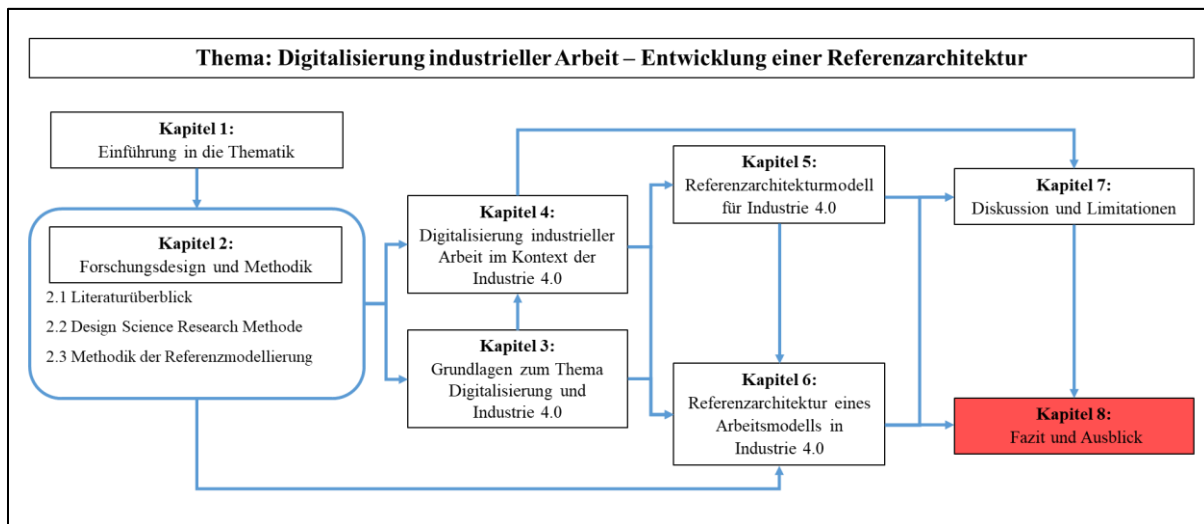 Thema: Digitalisierung industrieller Arbeit – Entwicklung einer Referenzarchitektur
Kapitel 1:
Einführung in die Thematik
Kapitel 2:
Forschungsdesign und Methodik
2.1 Literaturüberblick
2.2 Design Science Research Methode
2.3 Methodik der Referenzmodellierung
Kapitel 4:
Digitalisierung industrieller
Arbeit im Kontext der
Industrie 4.0
Kapitel 3:
Grundlagen zum Thema
Digitalisierung und
Industrie 4.0
Kapitel 5:
Referenzarchitekturmodell
für Industrie 4.0
Kapitel 6:
Referenzarchitektur eines
Arbeitsmodells in
Industrie 4.0
Kapitel 7:
Diskussion und Limitationen
Kapitel 8:
Fazit und Ausblick